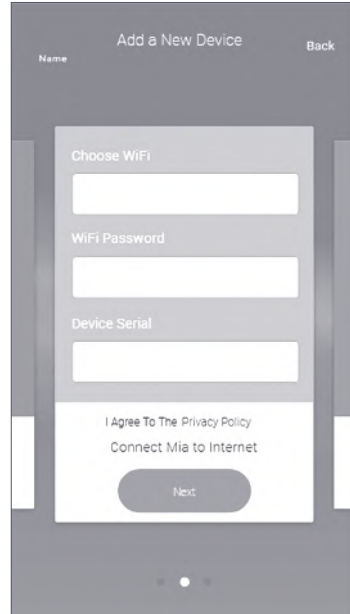 Add a New Device
Back
Name
Choose WiFi
WiFi Password
Device Serial
I Agree To The Privacy Policy
Connect Mia to Internet
Next